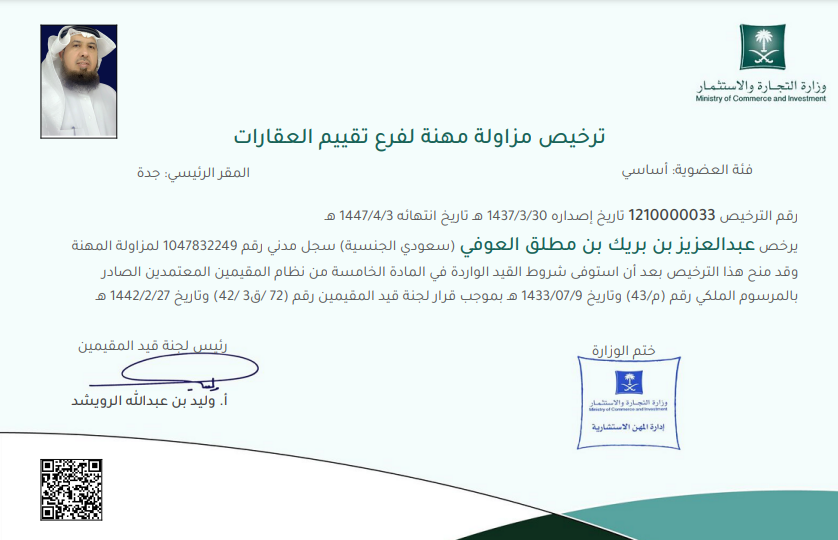 وزارة التجارة والاستثمار
Ministry of Commerce and Investment
ترخيص مزاولة مهنة لفرع تقييم العقارات
فئة العضوية: أساسي
المقر الرئيسي: جدة
رقم الترخيص 1210000033 تاريخ إصداره 1437/3/30 هـ تاريخ انتهائه 1447/4/3 هـ
يرخص عبدالعزيز بن بريك بن مطلق العوفي (سعودي الجنسية) سجل مدني رقم 1047832249 لمزاولة المهنة
وقد منح هذا الترخيص بعد أن استوفى شروط القيد الواردة في المادة الخامسة من نظام المقيمين المعتمدين الصادر
بالمرسوم الملكي رقم (م/43) وتاريخ 1433/07/9 هـ بموجب قرار لجنة قيد المقيمين رقم (72 /ق3 /42) وتاريخ 1442/2/27 هـ
ختم الوزارة
وزارة التجارة والاستثمار
Ministry of Commerce and Investment
إدارة المهن الاستشارية
رئيس لجنة قيد المقيمين
أ. وليد بن عبدالله الرويشد